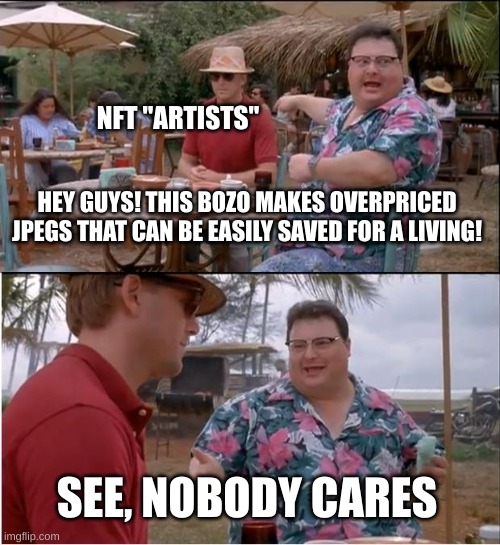 NFT "ARTISTS"
HEY GUYS! THIS BOZO MAKES OVERPRICED
JPEGS THAT CAN BE EASILY SAVED FOR A LIVING!
SEE, NOBODY CARES
imgflip.com